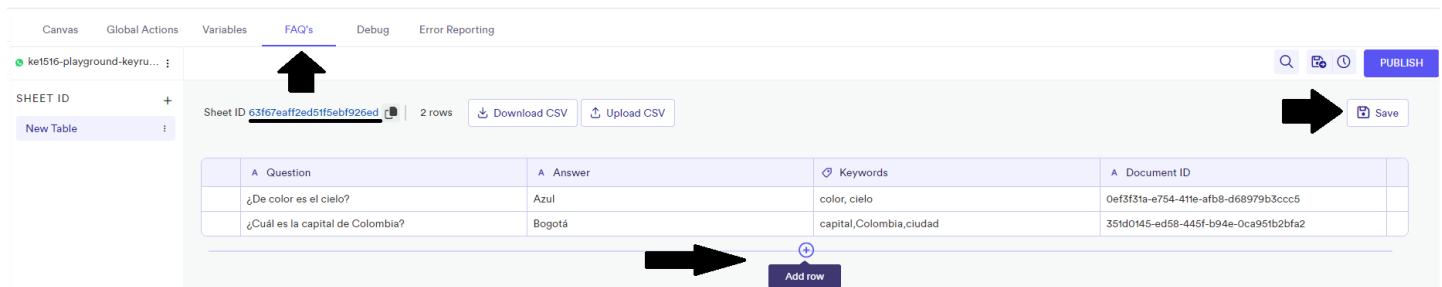 Canvas Global Actions Variables FAQ's Debug Error Reporting
ke1516-playground-keyru... PUBLISH
SHEET ID +
Sheet ID 63f67eaff2ed51f5ebf926ed 2 rows Download CSV Upload CSV Save
New Table
Question Answer Keywords Document ID
¿De color es el cielo? Azul color, cielo 0ef3f31a-e754-411e-afb8-d68979b3ccc5
¿Cuál es la capital de Colombia? Bogotá capital,Colombia,ciudad 351d0145-ed58-445f-b94e-0ca951b2bfa2
Add row